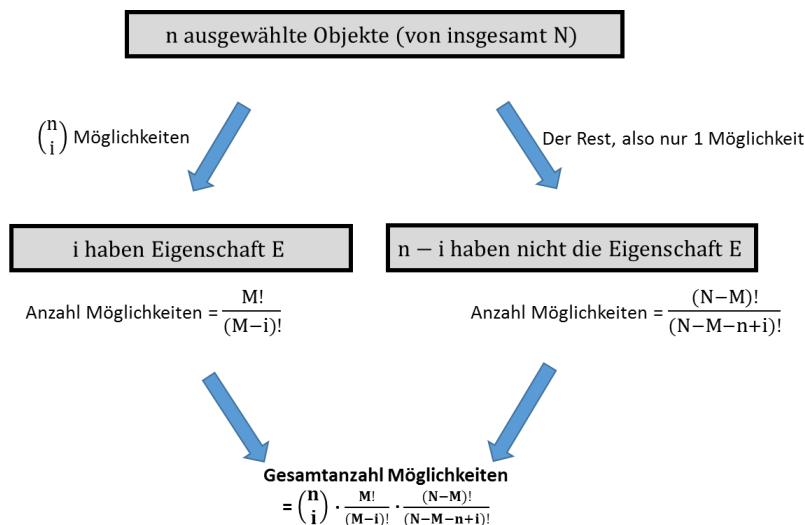 n ausgewählte Objekte (von insgesamt N)
(n i) Möglichkeiten
Der Rest, also nur 1 Möglichkeit
i haben Eigenschaft E
n − i haben nicht die Eigenschaft E
Anzahl Möglichkeiten = M!/(M−i)!
Anzahl Möglichkeiten = (N−M)!/(N−M−n+i)!
Gesamtanzahl Möglichkeiten
= (n i) · M!/(M−i)! · (N−M)!/(N−M−n+i)!